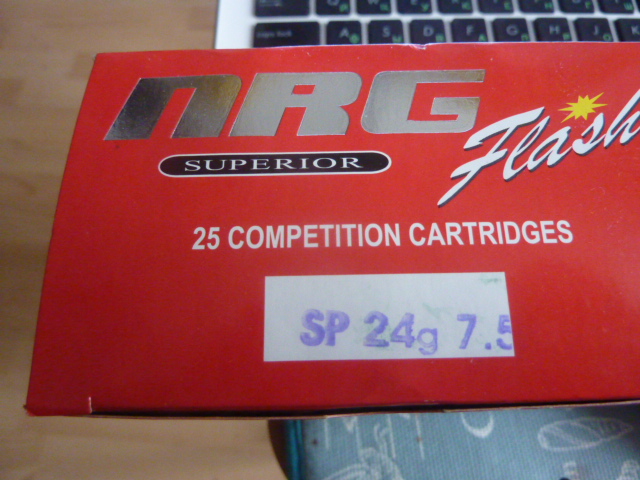 NRG
Flash
SUPERIOR
25 COMPETITION CARTRIDGES
SP 24g 7.5